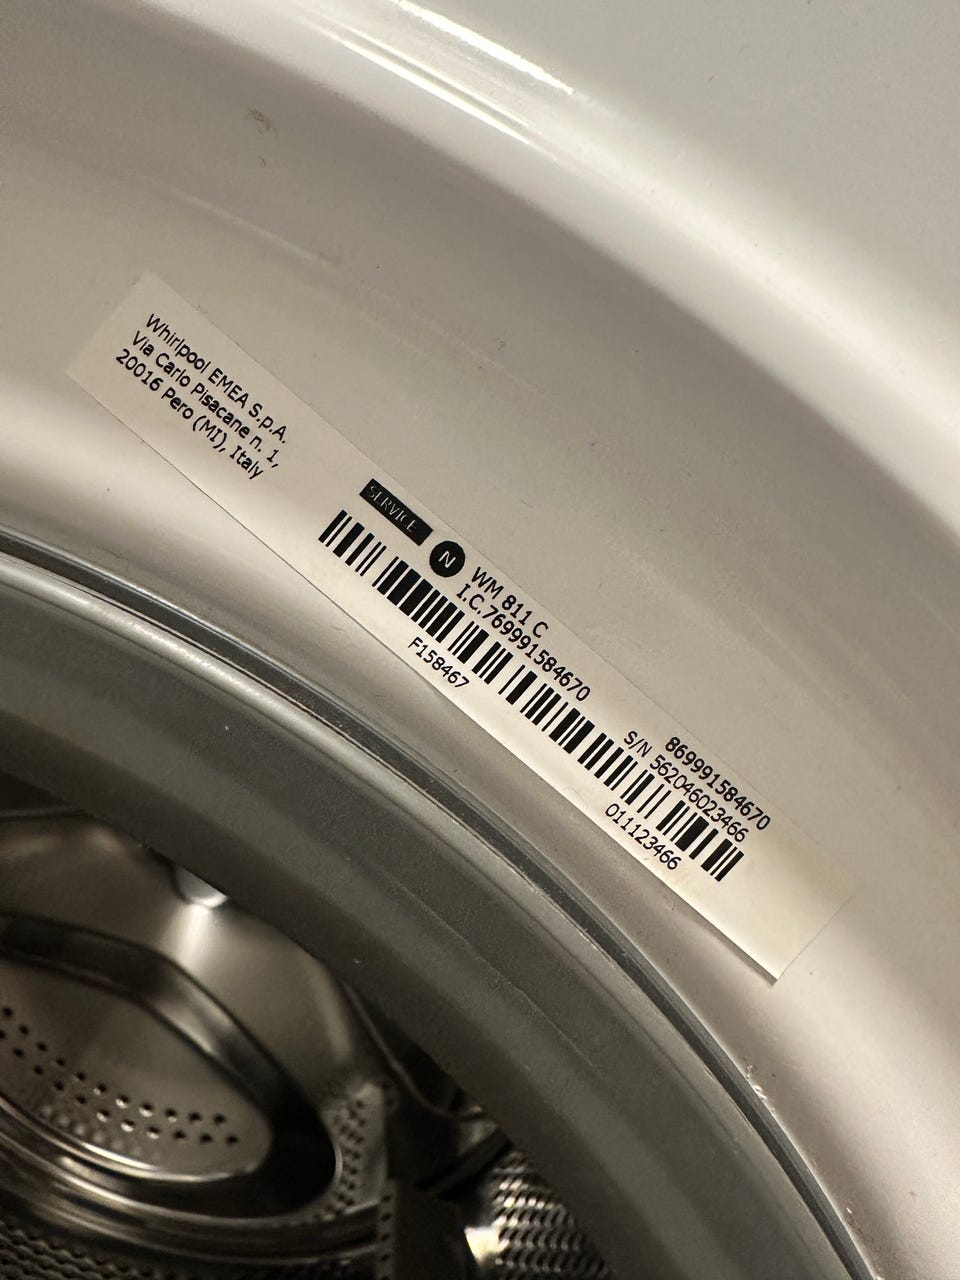 Whirlpool EMEA S.p.A.
Via Carlo Pisacane n. 1,
20016 Pero (MI), Italy
SERVICE
N
WM 811 C
I.C.769991584670
F158467
869991584670
S/N 562046023466
011123466